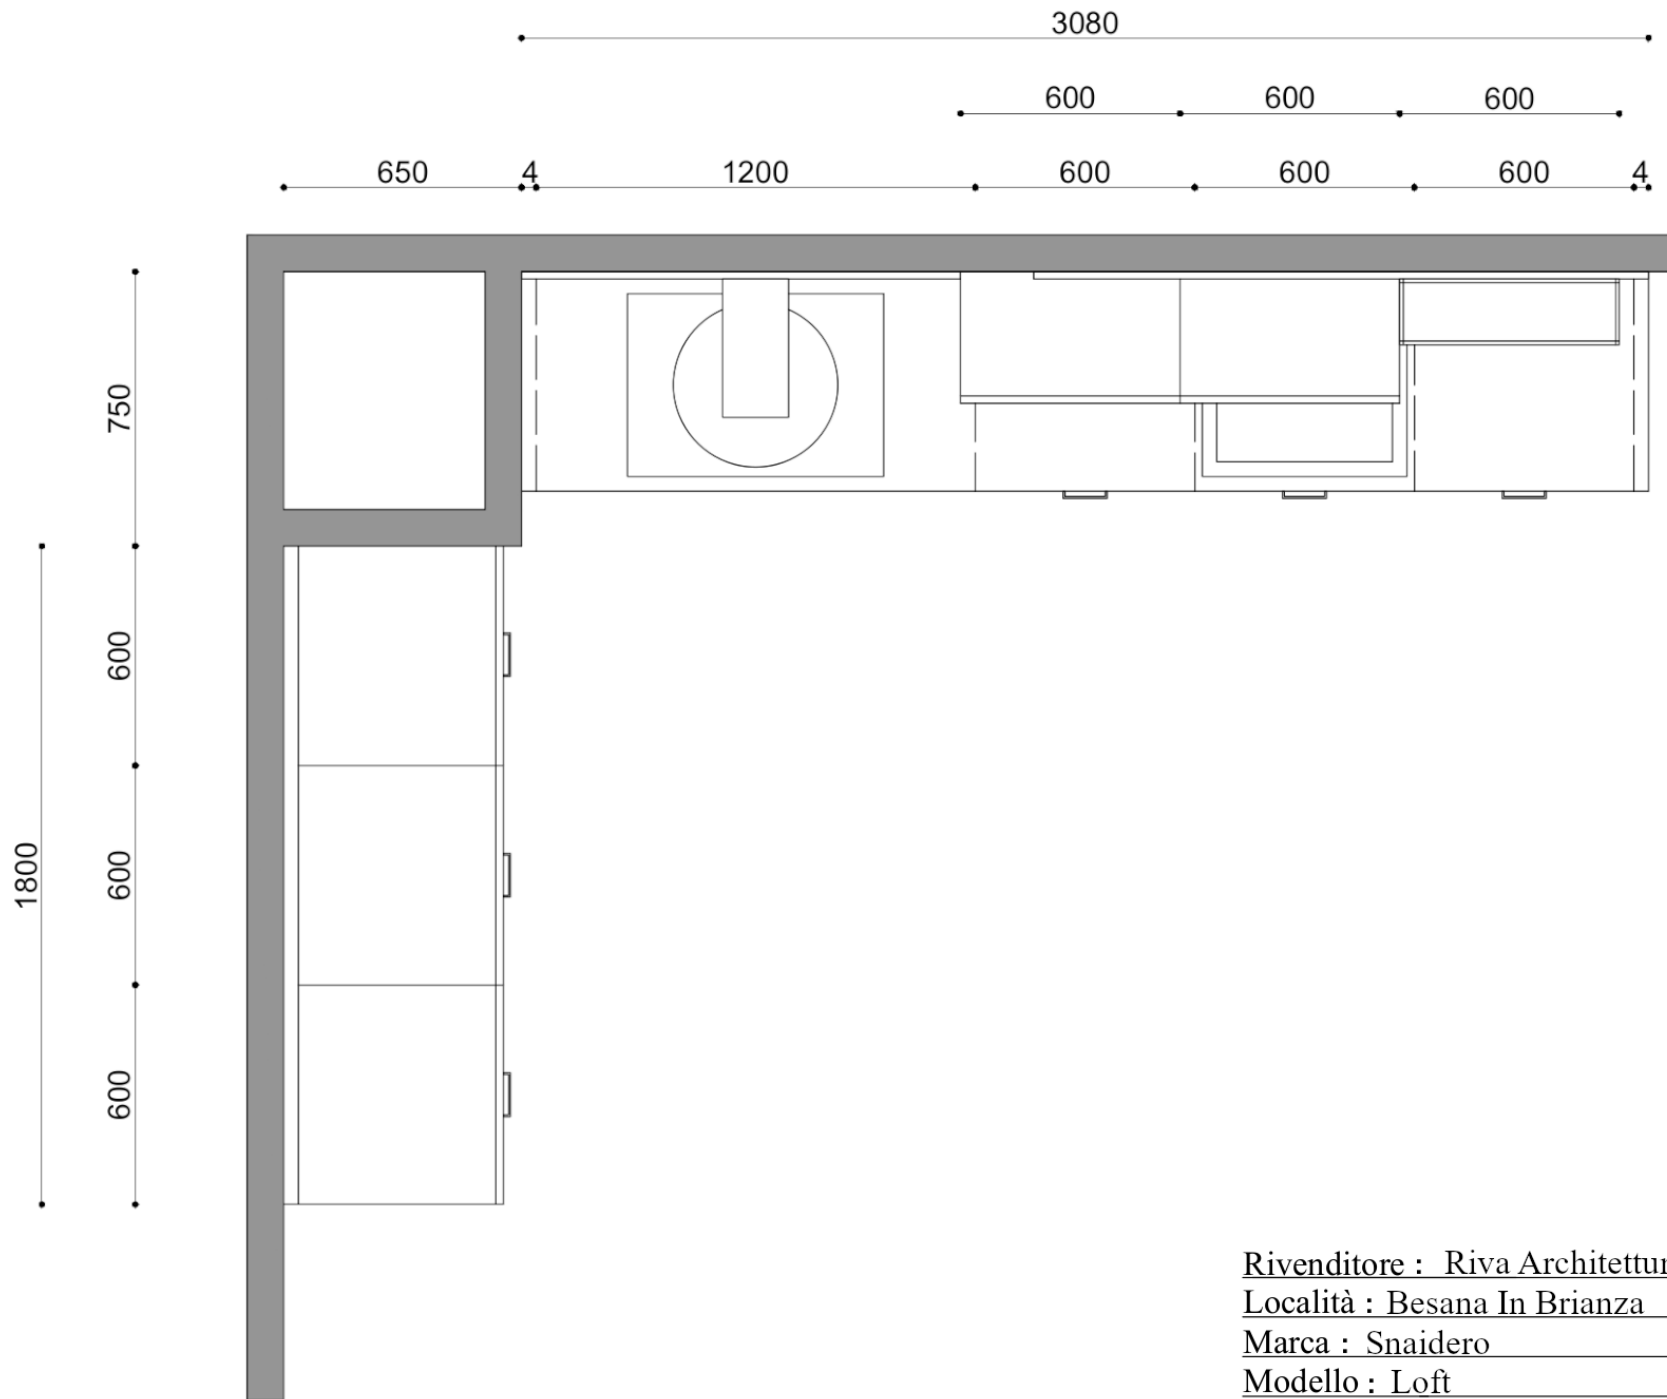 3080
600 600 600
650 4 1200 600 600 600 4
750
600
1800
600
600
Rivenditore : Riva Architettur
Località : Besana In Brianza
Marca : Snaidero
Modello : Loft